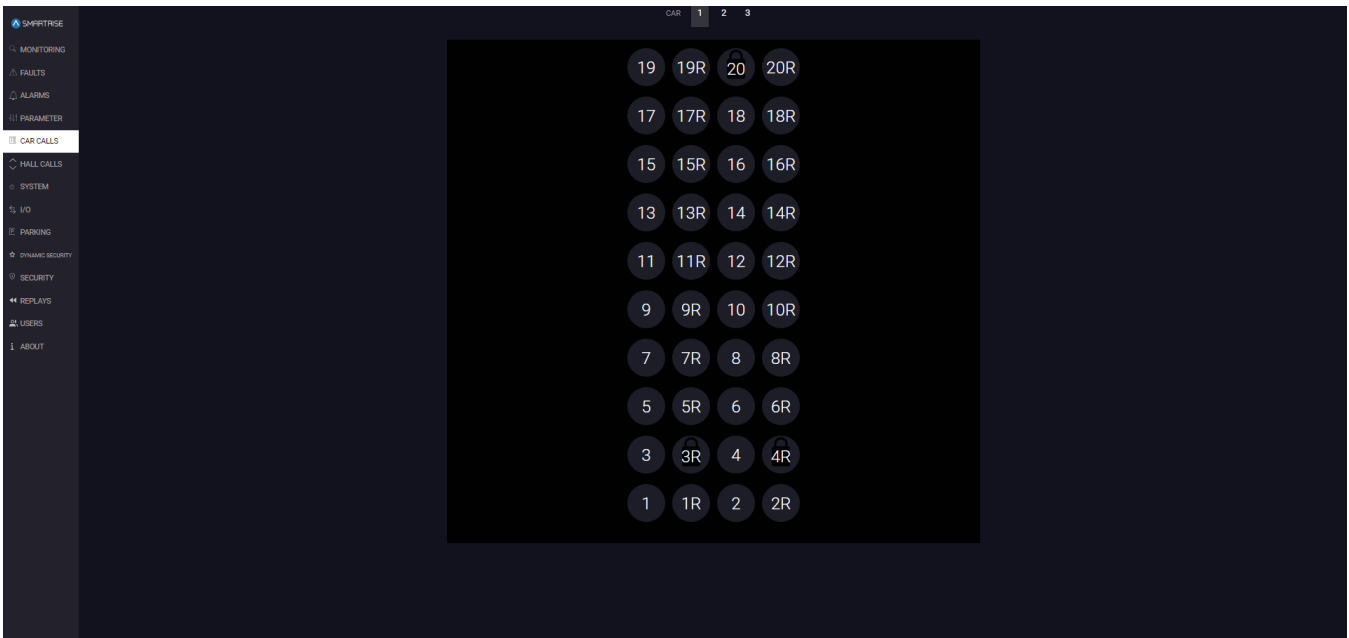 SMARTRISE
MONITORING
FAULTS
ALARMS
PARAMETER
CAR CALLS
HALL CALLS
SYSTEM
I/O
PARKING
DYNAMIC SECURITY
SECURITY
REPLAYS
USERS
ABOUT
CAR 1 2 3
19 19R 20 20R
17 17R 18 18R
15 15R 16 16R
13 13R 14 14R
11 11R 12 12R
9 9R 10 10R
7 7R 8 8R
5 5R 6 6R
3 3R 4 4R
1 1R 2 2R